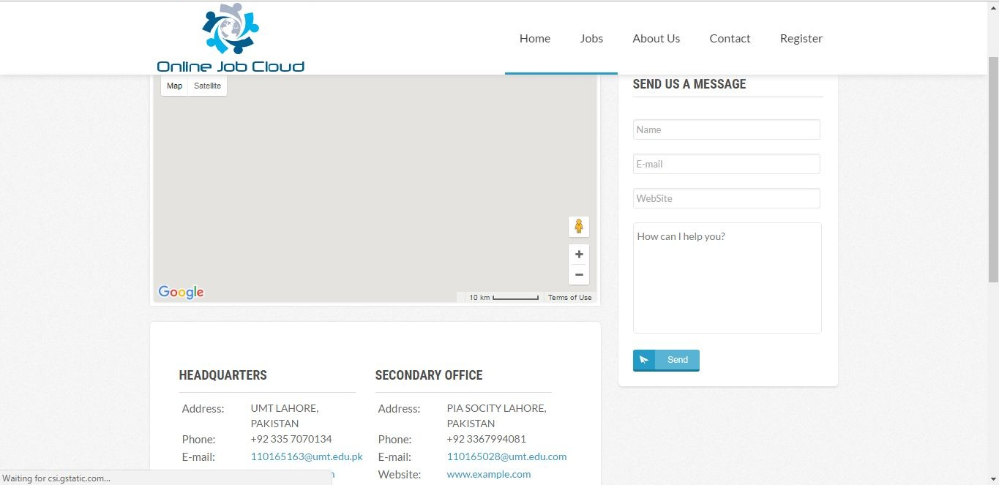 Online Job Cloud
Home Jobs About Us Contact Register
Map Satellite
Google
10 km Terms of Use
SEND US A MESSAGE
Name
E-mail
WebSite
How can I help you?
Send
HEADQUARTERS
Address: UMT LAHORE,
PAKISTAN
Phone: +92 335 7070134
E-mail: 110165163@umt.edu.pk
SECONDARY OFFICE
Address: PIA SOCITY LAHORE,
PAKISTAN
Phone: +92 3367994081
E-mail: 110165028@umt.edu.com
Website: www.example.com
Waiting for csi.gstatic.com...